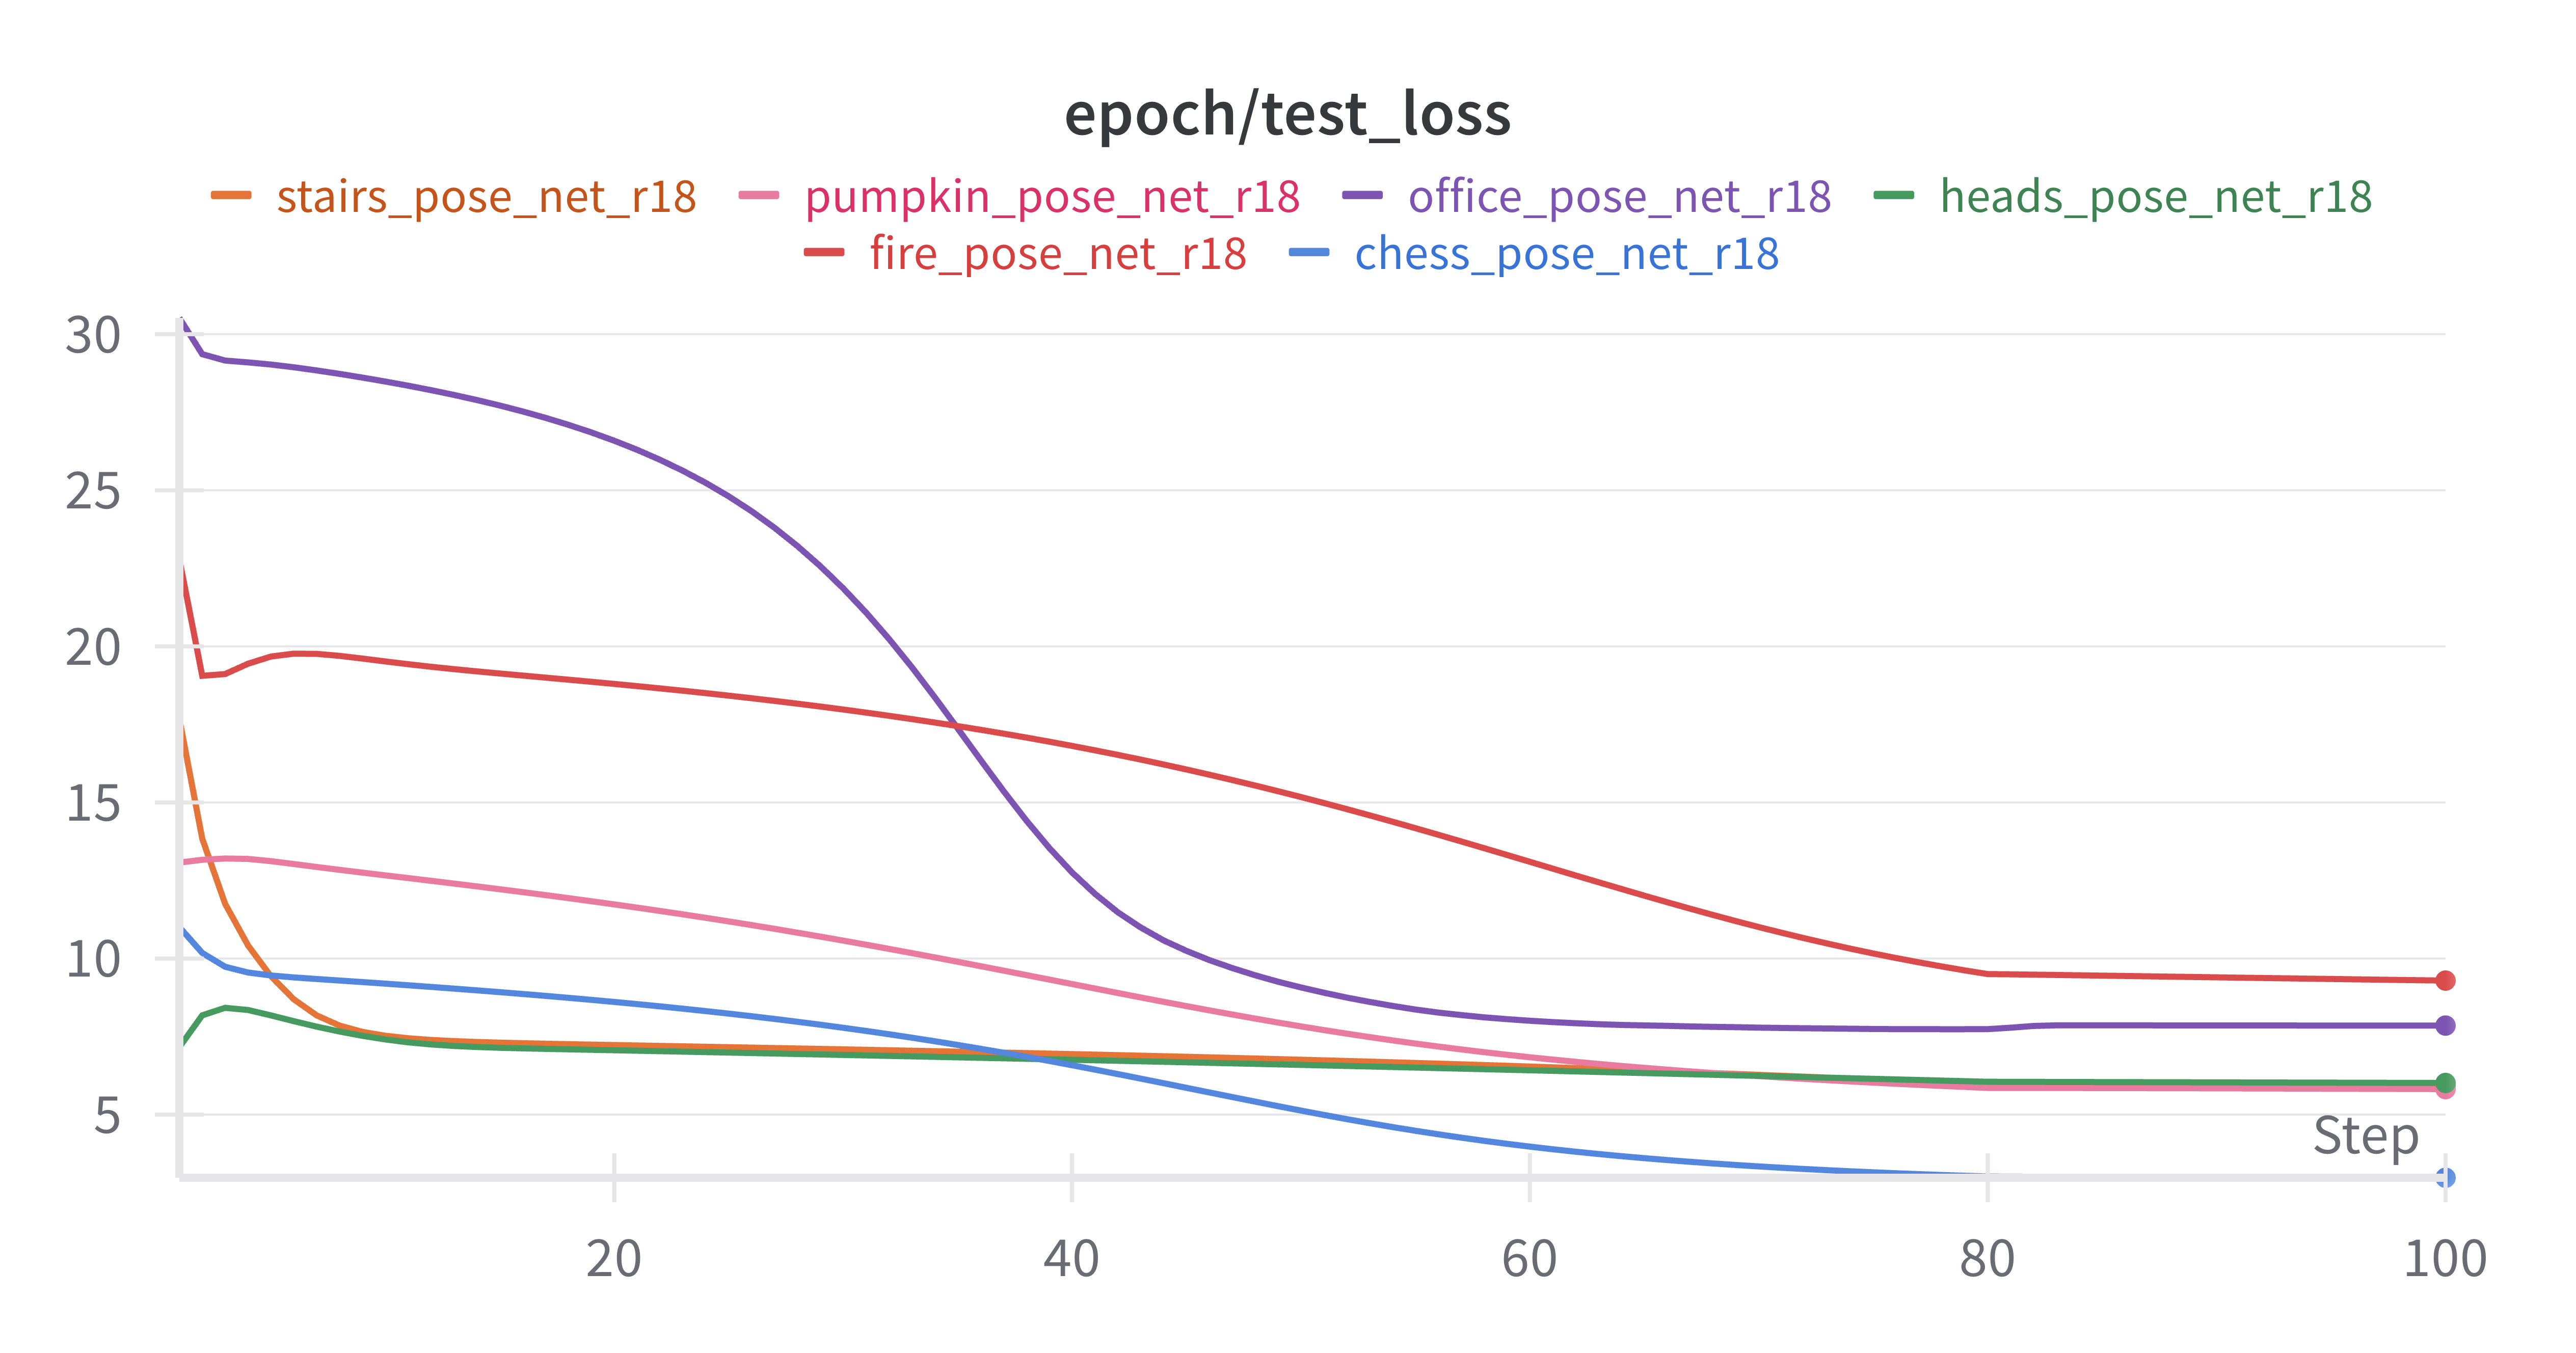 epoch/test_loss
stairs_pose_net_r18 pumpkin_pose_net_r18 office_pose_net_r18 heads_pose_net_r18
fire_pose_net_r18 chess_pose_net_r18
30
25
20
15
10
5
Step
20 40 60 80 100